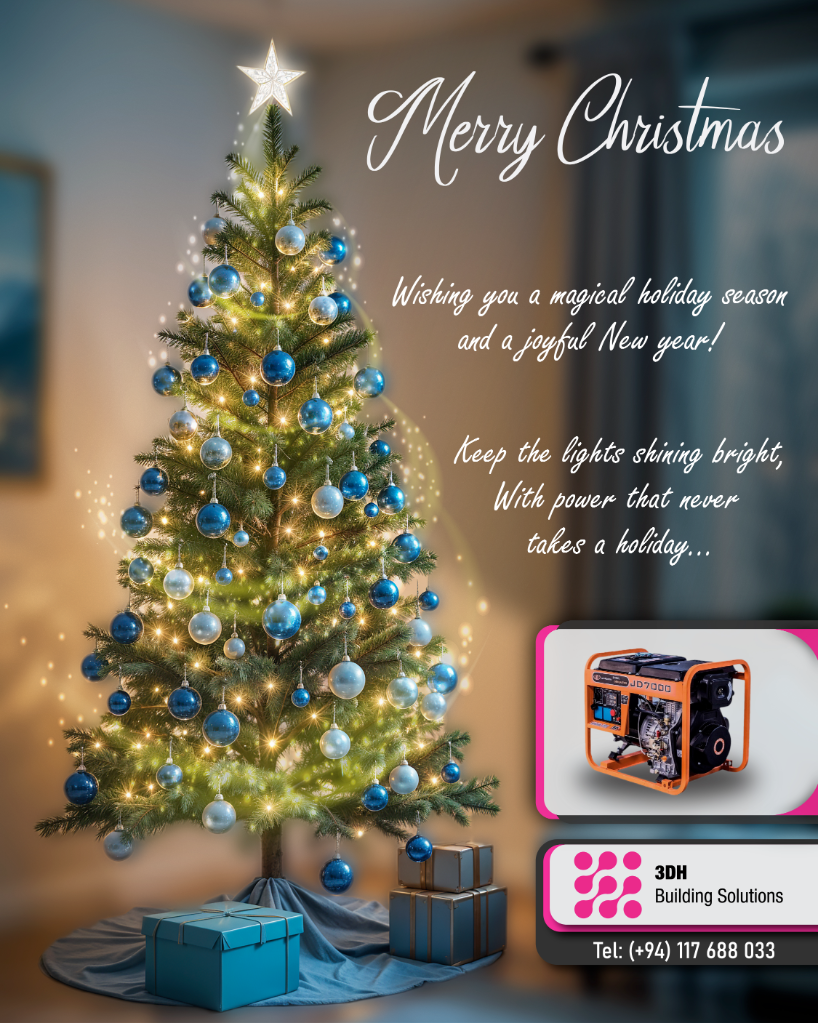 Merry Christmas
Wishing you a magical holiday season
and a joyful New year!
Keep the lights shining bright,
With power that never
takes a holiday...
JD7000
3DH
Building Solutions
Tel: (+94) 117 688 033